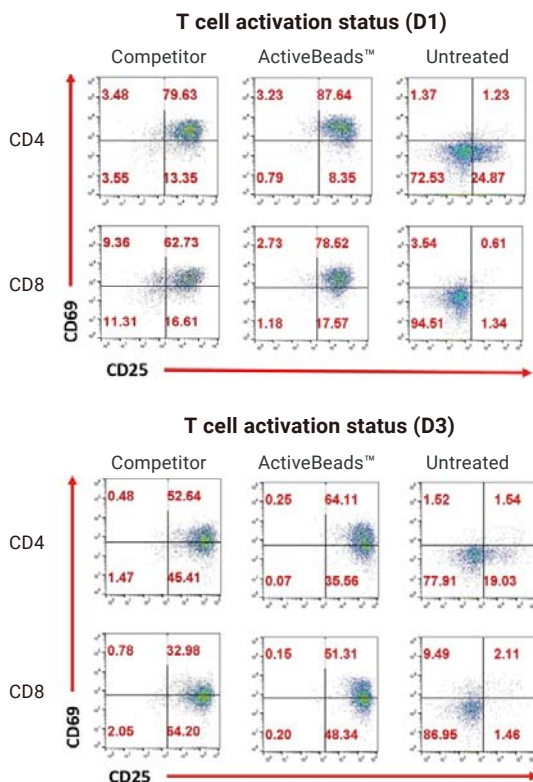 T cell activation status (D1)
Competitor ActiveBeads™ Untreated
3.48 79.63 3.23 87.64 1.37 1.23
CD4
3.55 13.35 0.79 8.35 72.53 24.87
9.36 62.73 2.73 78.52 3.54 0.61
CD8
11.31 16.61 1.18 17.57 94.51 1.34
CD69
CD25
T cell activation status (D3)
Competitor ActiveBeads™ Untreated
0.48 52.64 0.25 64.11 1.52 1.54
CD4
1.47 45.41 0.07 35.56 77.91 19.03
0.78 32.98 0.15 51.31 9.49 2.11
CD8
2.05 64.20 0.20 48.34 86.95 1.46
CD69
CD25